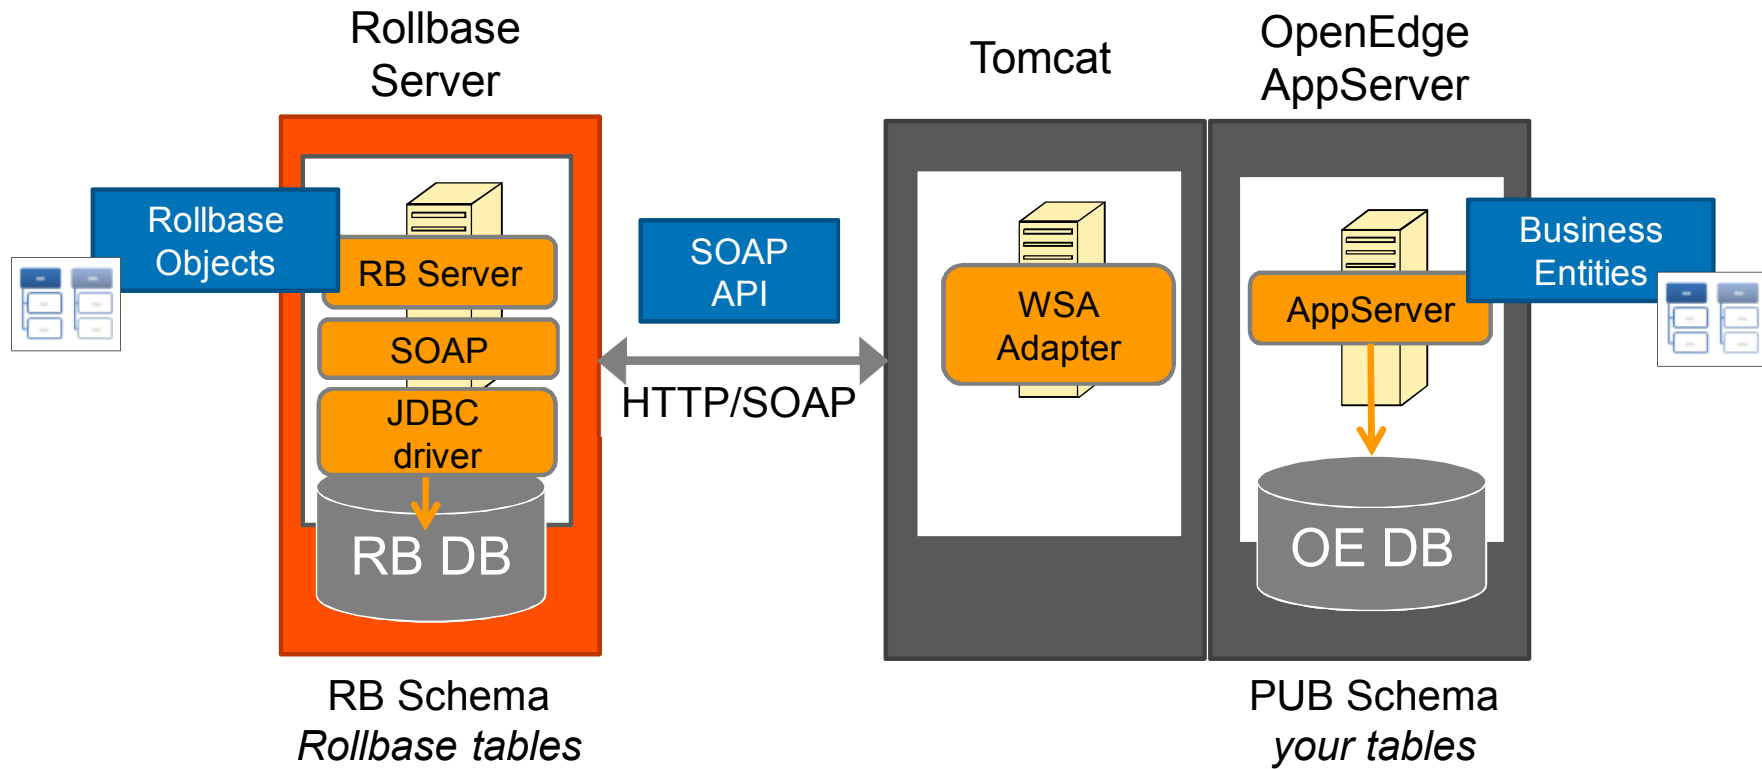 Rollbase
Server
Tomcat
OpenEdge
AppServer
Rollbase
Objects
RB Server
SOAP
JDBC
driver
RB DB
SOAP
API
HTTP/SOAP
WSA
Adapter
AppServer
Business
Entities
OE DB
RB Schema
Rollbase tables
PUB Schema
your tables